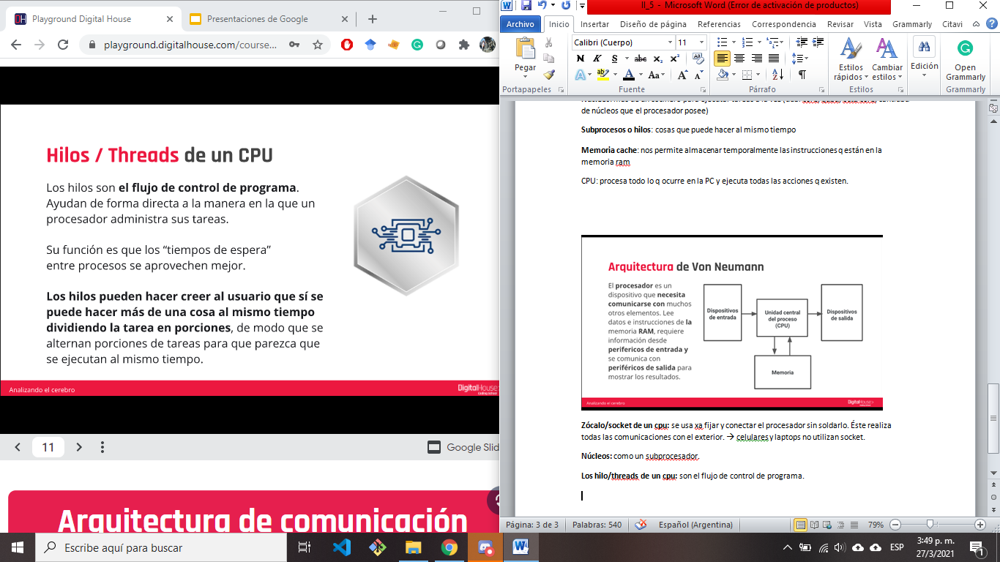 Playground Digital House
Presentaciones de Google
playground.digitalhouse.com/course...
Hilos / Threads de un CPU
Los hilos son el flujo de control de programa.
Ayudan de forma directa a la manera en la que un
procesador administra sus tareas.
Su función es que los “tiempos de espera”
entre procesos se aprovechen mejor.
Los hilos pueden hacer creer al usuario que sí se
puede hacer más de una cosa al mismo tiempo
dividiendo la tarea en porciones, de modo que se
alternan porciones de tareas para que parezca que
se ejecutan al mismo tiempo.
Analizando el cerebro
DigitalHouse>
11
Google Slid
Arquitectura de comunicación
II_5 - Microsoft Word (Error de activación de productos)
Archivo Inicio Insertar Diseño de página Referencias Correspondencia Revisar Vista Grammarly Citavi
Calibri (Cuerpo) 11
Pegar
N K S abc x₂ x²
Aa
Estilos rápidos
Cambiar estilos
Edición
Open Grammarly
Portapapeles Fuente Párrafo Estilos Grammarly
de núcleos que el procesador posee)
Subprocesos o hilos: cosas que puede hacer al mismo tiempo
Memoria cache: nos permite almacenar temporalmente las instrucciones q están en la
memoria ram
CPU: procesa todo lo q ocurre en la PC y ejecuta todas las acciones q existen.
Arquitectura de Von Neumann
El procesador es un
dispositivo que necesita
comunicarse con muchos
otros elementos. Lee
datos e instrucciones de la
memoria RAM, requiere
información desde
perifericos de entrada y
se comunica con
periféricos de salida para
mostrar los resultados.
Dispositivos
de entrada
Unidad central
del proceso
(CPU)
Dispositivos
de salida
Memoria
Analizando el cerebro
DigitalHouse>
Zócalo/socket de un cpu: se usa xa fijar y conectar el procesador sin soldarlo. Éste realiza
todas las comunicaciones con el exterior. → celulares y laptops no utilizan socket.
Núcleos: como un subprocesador.
Los hilo/threads de un cpu: son el flujo de control de programa.
Página: 3 de 3 Palabras: 540 Español (Argentina) 79%
Escribe aquí para buscar
ESP
3:49 p. m.
27/3/2021
1